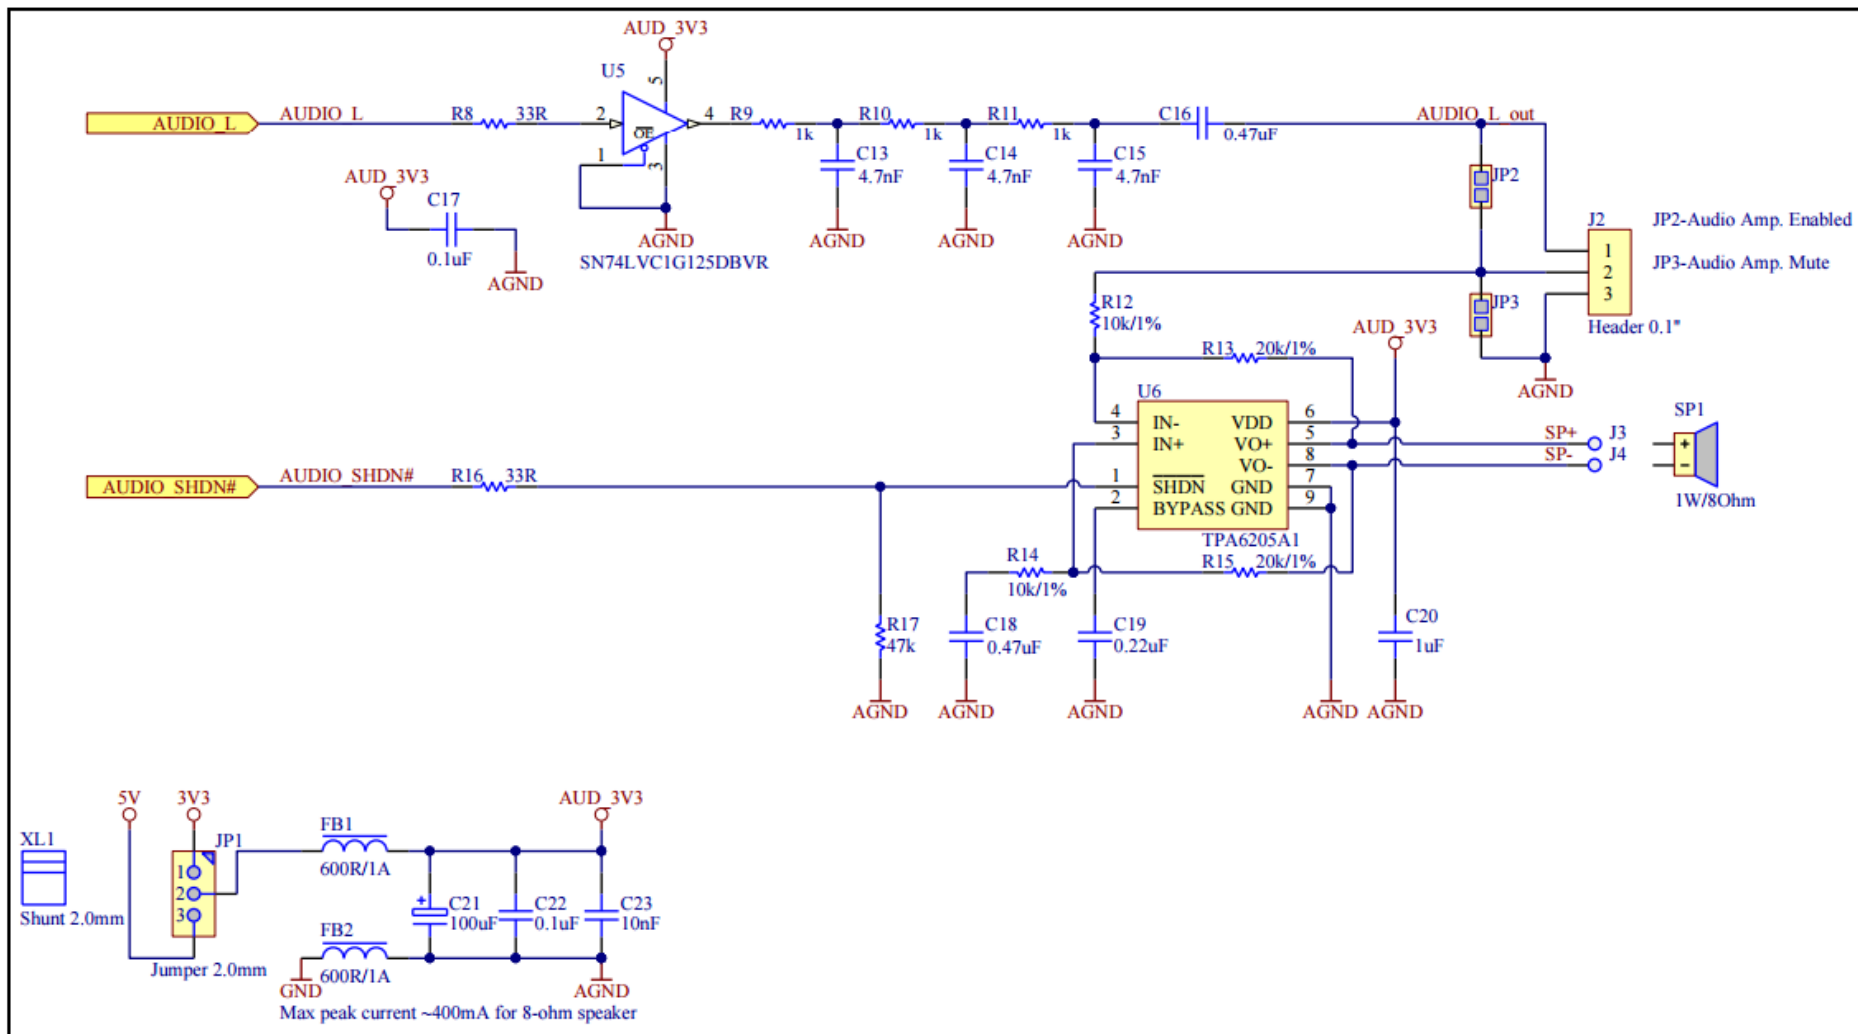 AUD_3V3
U5
5
AUDIO_L
AUDIO_L
R8
33R
2
OE
4
R9
1k
R10
1k
R11
1k
C16
0.47uF
AUDIO_L_out
1
3
C13
4.7nF
C14
4.7nF
C15
4.7nF
AUD_3V3
C17
0.1uF
AGND
AGND
SN74LVC1G125DBVR
AGND
AGND
AGND
JP2
J2
JP2-Audio Amp. Enabled
1
2
3
JP3-Audio Amp. Mute
JP3
Header 0.1"
AGND
R12
10k/1%
AUD_3V3
R13
20k/1%
U6
4
IN-
VDD
6
3
IN+
VO+
5
VO-
8
1
SHDN
GND
7
2
BYPASS
GND
9
TPA6205A1
SP+
J3
SP-
J4
SP1
+
−
1W/8Ohm
AUDIO_SHDN#
AUDIO_SHDN#
R16
33R
R14
10k/1%
R15
20k/1%
R17
47k
C18
0.47uF
C19
0.22uF
C20
1uF
AGND
AGND
AGND
AGND
AGND
5V
3V3
AUD_3V3
XL1
Shunt 2.0mm
JP1
1
2
3
Jumper 2.0mm
FB1
600R/1A
+
C21
100uF
C22
0.1uF
C23
10nF
FB2
600R/1A
GND
AGND
Max peak current ~400mA for 8-ohm speaker